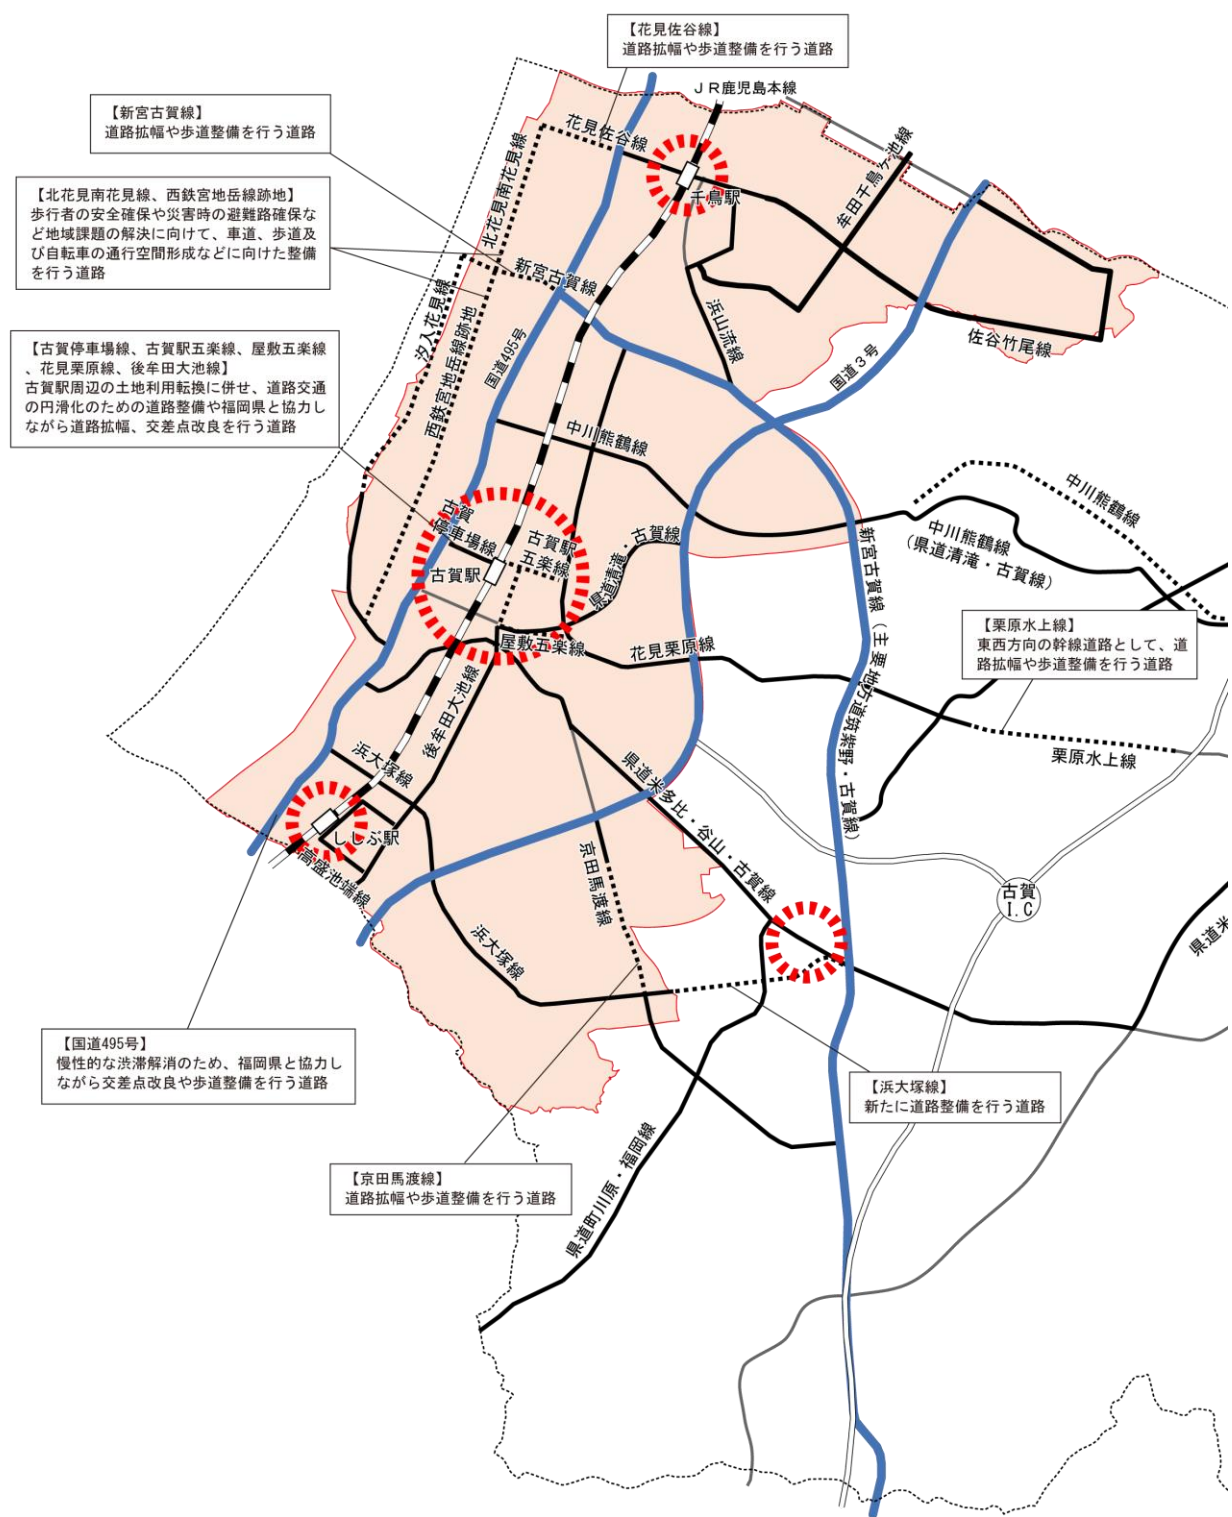 【花見佐谷線】
道路拡幅や歩道整備を行う道路
JR鹿児島本線
【新宮古賀線】
道路拡幅や歩道整備を行う道路
花見佐谷線
千鳥駅
牟田千鳥ケ池線
北花見南花見線
【北花見南花見線、西鉄宮地岳線跡地】
歩行者の安全確保や災害時の避難路確保な
ど地域課題の解決に向けて、車道、歩道及
び自転車の通行空間形成などに向けた整備
を行う道路
新宮古賀線
汐入花見線
浜山流線
佐谷竹尾線
国道495号
国道3号
西鉄宮地岳線跡地
【古賀停車場線、古賀駅五楽線、屋敷五楽線
、花見栗原線、後牟田大池線】
古賀駅周辺の土地利用転換に併せ、道路交通
の円滑化のための道路整備や福岡県と協力し
ながら道路拡幅、交差点改良を行う道路
中川熊鶴線
中川熊鶴線
中川熊鶴線
(県道清滝・古賀線)
古賀
停車場線
古賀駅
五楽線
古賀駅
県道清滝・古賀線
新宮古賀線(主要地方道筑紫野・古賀線)
屋敷五楽線
花見栗原線
【栗原水上線】
東西方向の幹線道路として、道
路拡幅や歩道整備を行う道路
栗原水上線
後牟田大池線
浜大塚線
県道米多比・谷山・古賀線
ししぶ駅
高盛池端線
京田馬渡線
古賀
I.C
県道米
浜大塚線
【国道495号】
慢性的な渋滞解消のため、福岡県と協力し
ながら交差点改良や歩道整備を行う道路
【浜大塚線】
新たに道路整備を行う道路
【京田馬渡線】
道路拡幅や歩道整備を行う道路
県道町川原・福岡線